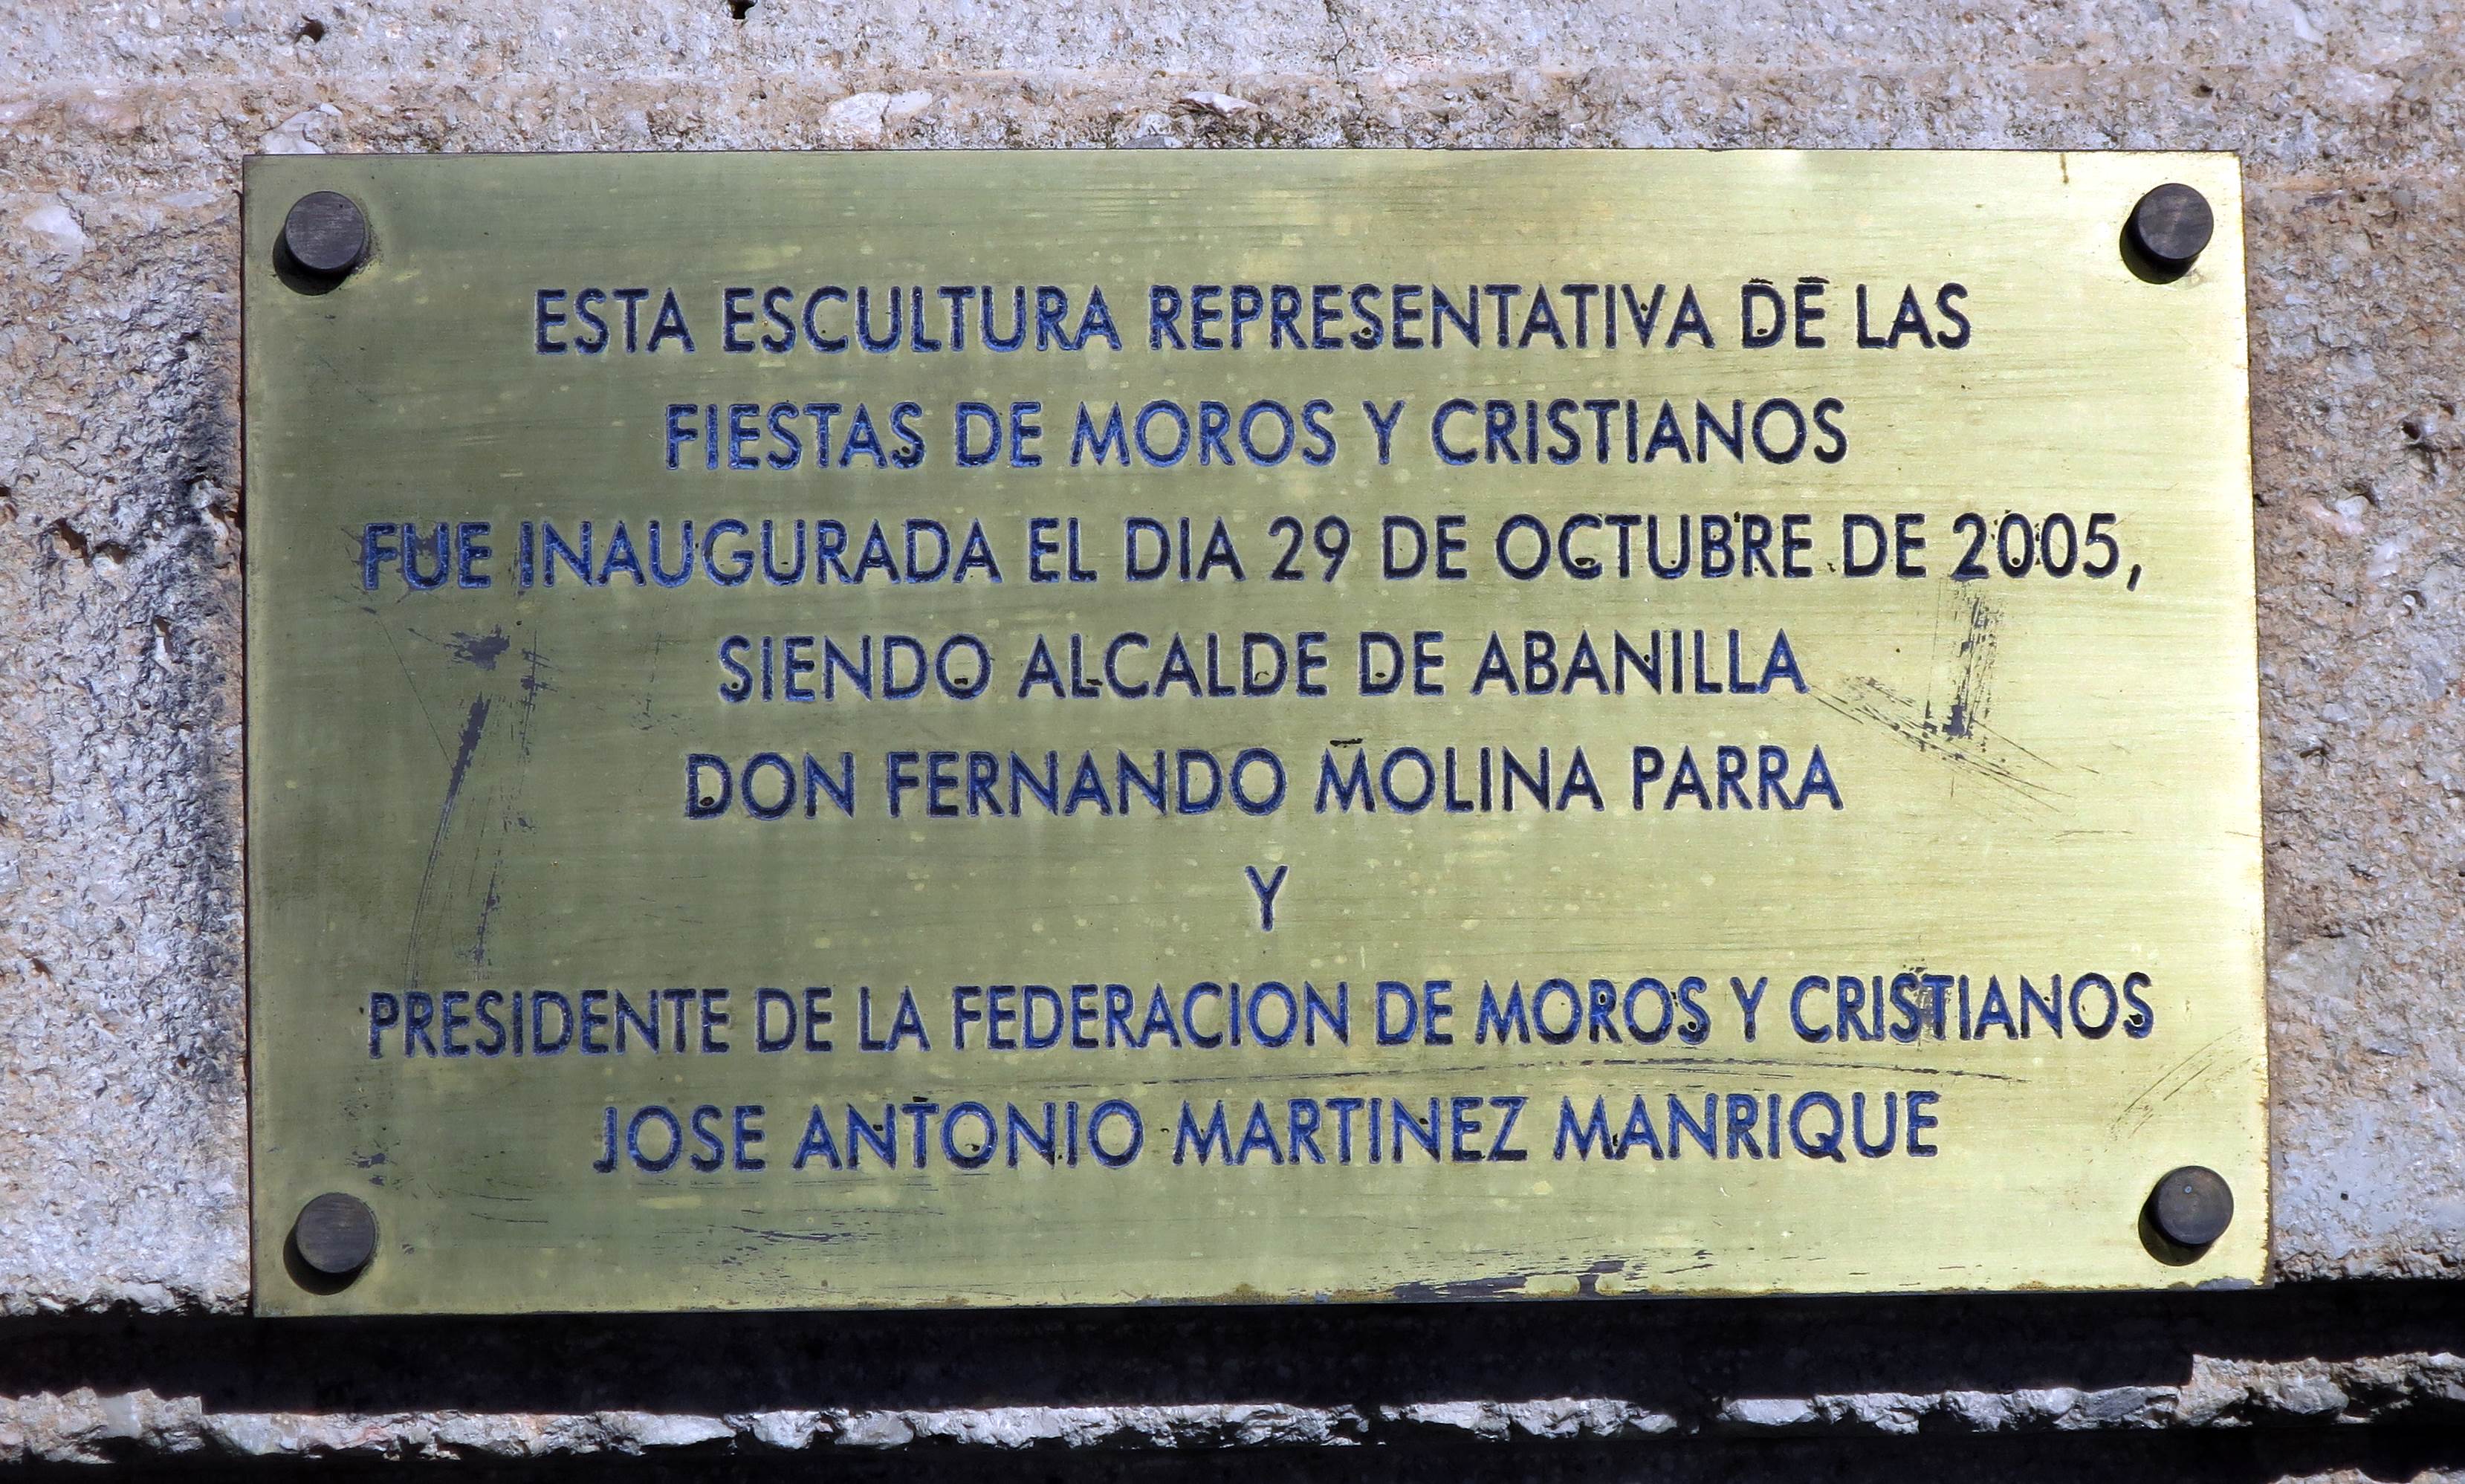 ESTA ESCULTURA REPRESENTATIVA DE LAS
FIESTAS DE MOROS Y CRISTIANOS
FUE INAUGURADA EL DIA 29 DE OCTUBRE DE 2005,
SIENDO ALCALDE DE ABANILLA
DON FERNANDO MOLINA PARRA
Y
PRESIDENTE DE LA FEDERACION DE MOROS Y CRISTIANOS
JOSE ANTONIO MARTINEZ MANRIQUE